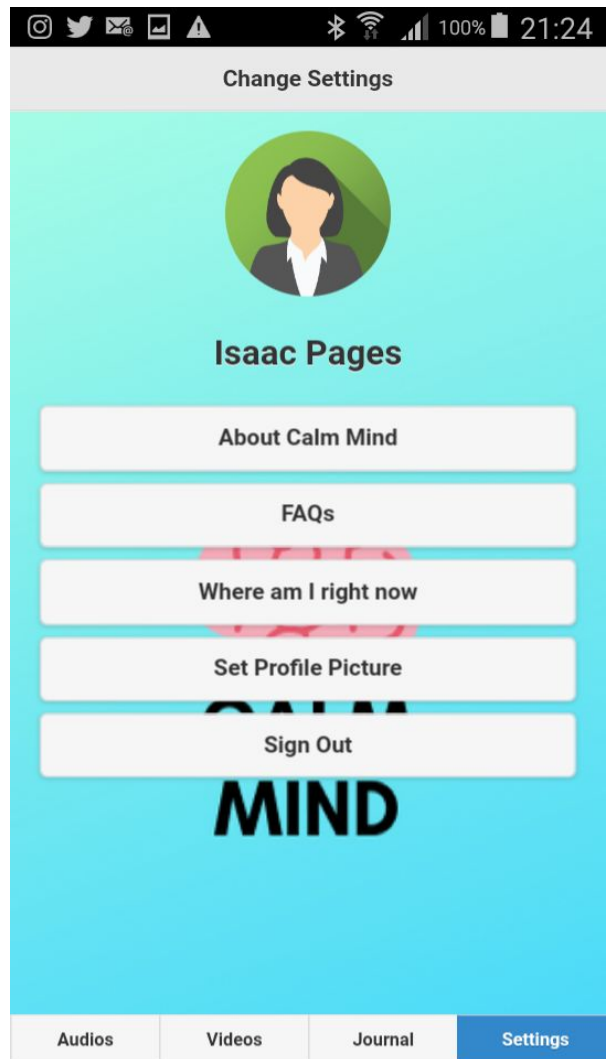 100% 21:24
Change Settings
Isaac Pages
About Calm Mind
FAQs
Where am I right now
Set Profile Picture
CALM
Sign Out
MIND
Audios Videos Journal Settings